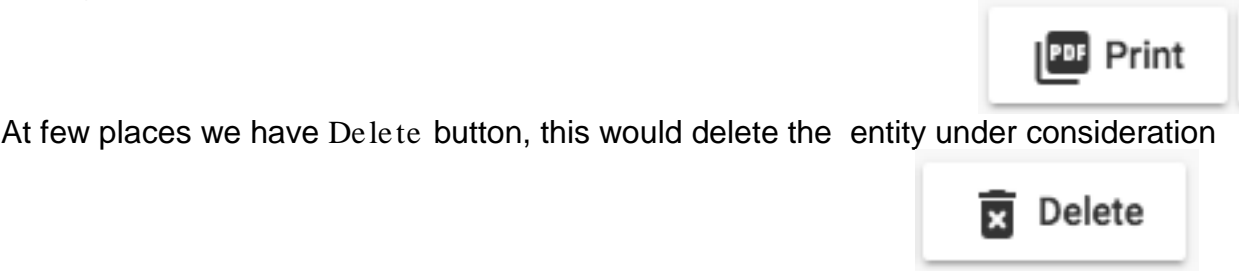 PDF Print
At few places we have Delete button, this would delete the entity under consideration
Delete